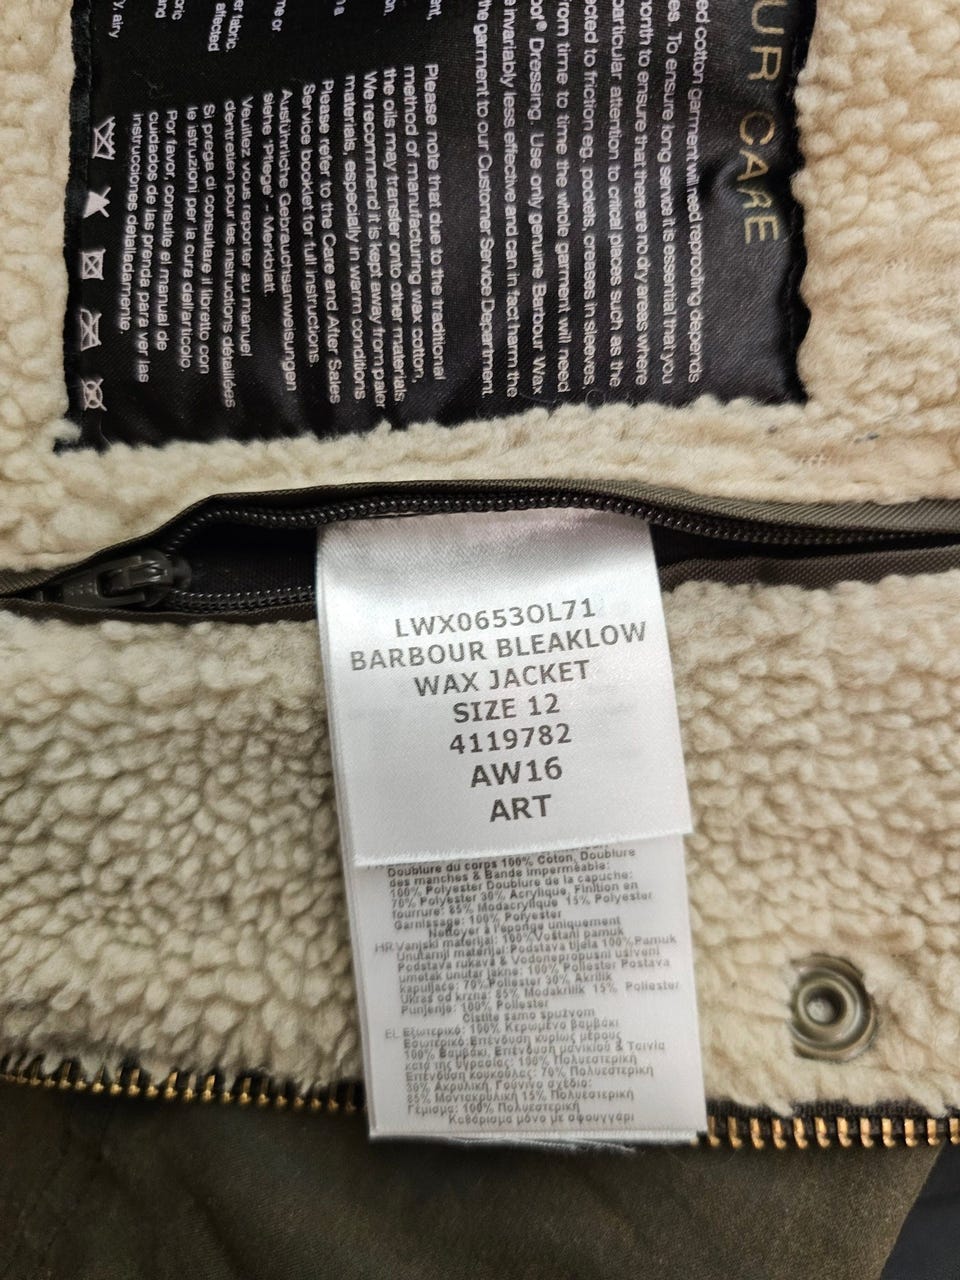 UR CARE
ed cotton garment will need reproofing depends
es. To ensure long service it is essential that you
month to ensure that there are no dry areas where
particular attention to critical places such as the
ected to friction eg, pockets, creases in sleeves,
from time to time, the whole garment will need
Dressing. Use only genuine Barbour Wax
e invariably less effective and can in fact harm the
the garment to our Customer Service Department.
Please note that due to the traditional
method of manufacturing wax cotton,
the oils may transfer onto other materials.
We recommend it is kept away from paler
materials, especially in warm conditions
Please refer to the Care and After Sales
Service booklet for full instructions.
Ausführliche Gebrauchsanweisungen
siehe 'Pflege' - Merkblatt.
Veuillez vous reporter au manuel
d'entretien pour les instructions détaillées
Si prega di consultare il libretto con
le istruzioni per la cura dell'articolo.
Por favor, consulte el manual de
cuidados de las prenda para ver las
instrucciones detalladamente.
LWX0653OL71
BARBOUR BLEAKLOW
WAX JACKET
SIZE 12
4119782
AW16
ART
Doublure du corps 100% Coton, Doublure
des manches & Bande imperméable:
100% Polyester Doublure de la capuche:
70% Polyester 30% Acrylique, Finition en
fourrure: 85% Modacrylique 15% Polyester
Garnissage: 100% Polyester
Nettoyer à l'éponge uniquement
HR Vanjski materijal: 100% Voštani pamuk
Unutarnji materijal: Podstava tijela 100% Pamuk
Podstava rukava & Vodonepropusni ušiveni
umetak unutar jakne: 100% Poliester Postava
kapuljače: 70% Poliester 30% Akrilik
Ukras od krzna: 85% Modakrilik 15% Poliester
Punjenje: 100% Poliester
Čistite samo spužvom
EL Εξωτερικό: 100% Κερωμένο βαμβάκι
Εσωτερικό: Επένδυση κυρίως μέρους
100% Βαμβάκι, Επένδυση μανικιού & Ταινία
κατά της υγρασίας: 100% Πολυεστερική
Επένδυση κουκούλας: 70% Πολυεστερική
30% Ακρυλική, Γούνινο σχέδιο:
85% Μοντακρυλική 15% Πολυεστερική
Γέμισμα: 100% Πολυεστερική
Καθάρισμα μόνο με σφουγγάρι